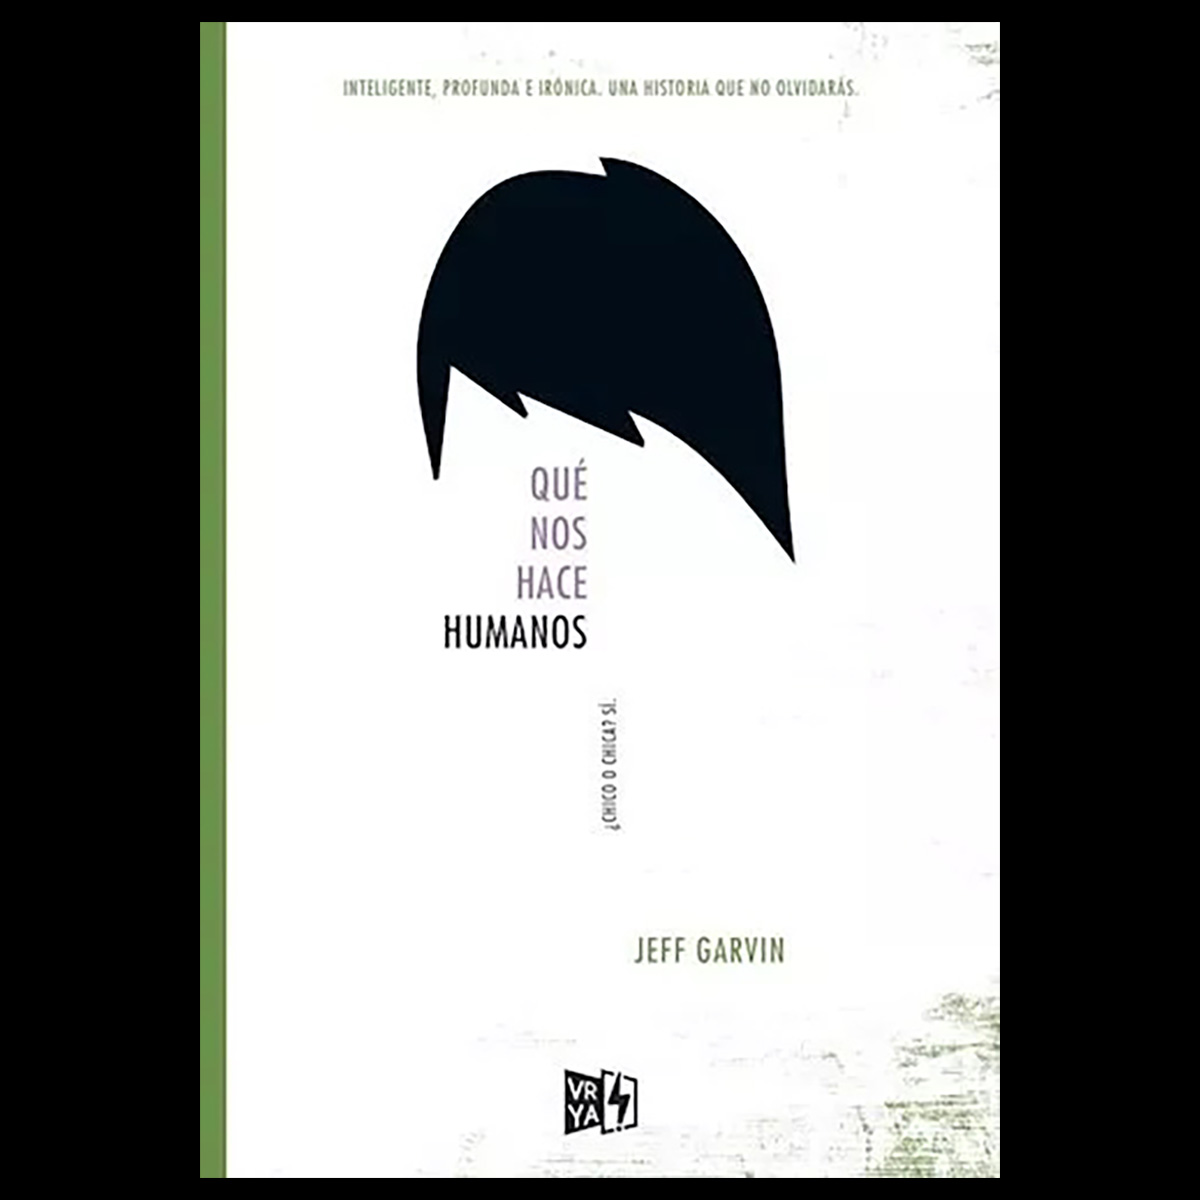 INTELIGENTE, PROFUNDA E IRÓNICA. UNA HISTORIA QUE NO OLVIDARÁS.
QUÉ
NOS
HACE
HUMANOS
¿CHICO O CHICA? SÍ.
JEFF GARVIN
VR
YA